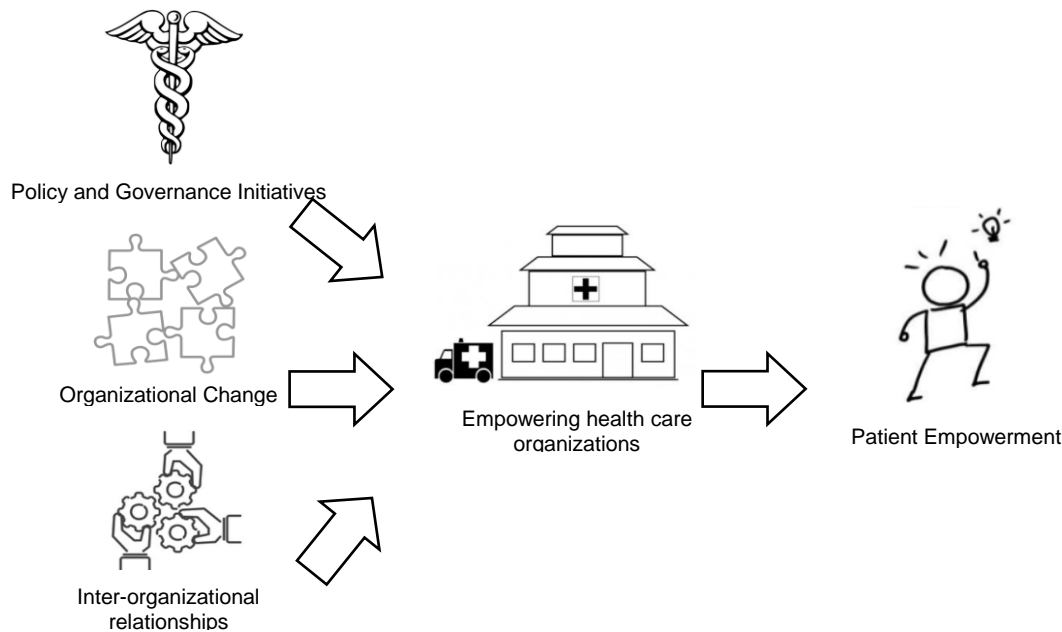 Policy and Governance Initiatives
Organizational Change
Inter-organizational
relationships
Empowering health care
organizations
Patient Empowerment